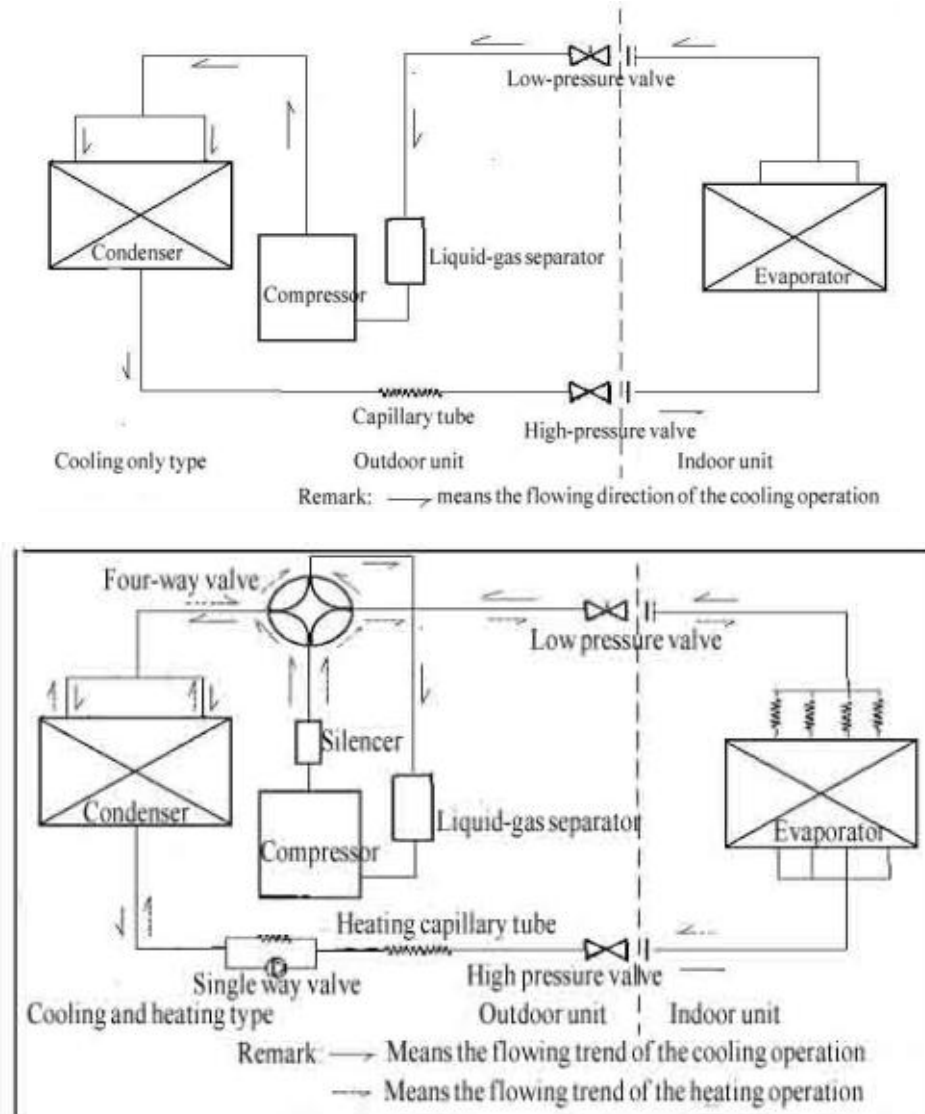 Low-pressure valve
Condenser
Liquid-gas separator
Compressor
Evaporator
Capillary tube
High-pressure valve
Cooling only type
Outdoor unit
Indoor unit
Remark: means the flowing direction of the cooling operation
Four-way valve
Low pressure valve
Silencer
Condenser
Liquid-gas separator
Evaporator
Compressor
Heating capillary tube
High pressure valve
Single way valve
Cooling and heating type
Outdoor unit
Indoor unit
Remark: Means the flowing trend of the cooling operation
Means the flowing trend of the heating operation